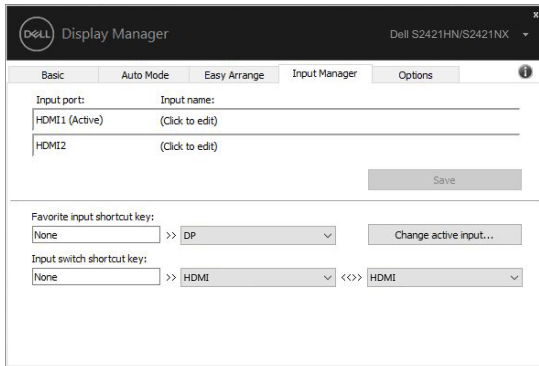 x
DELL Display Manager Dell S2421HN/S2421NX
Basic Auto Mode Easy Arrange Input Manager Options
Input port: Input name:
HDMI1 (Active) (Click to edit)
HDMI2 (Click to edit)
Save
Favorite input shortcut key:
None >> DP Change active input...
Input switch shortcut key:
None >> HDMI <<>> HDMI